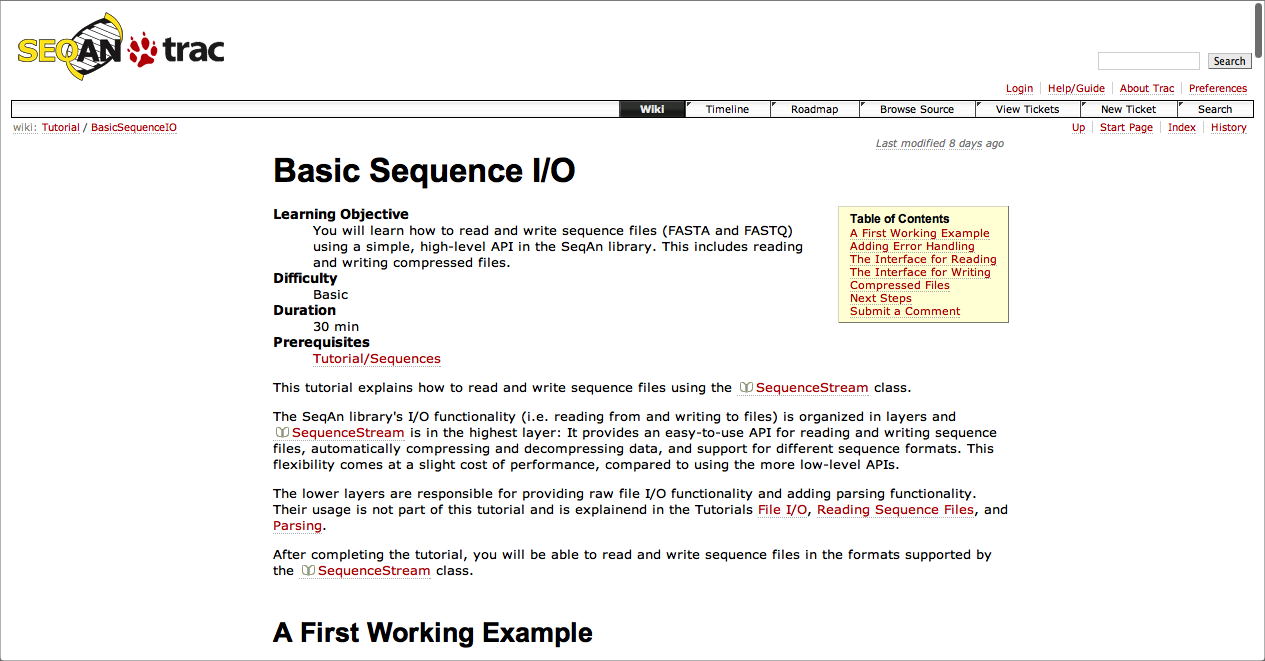 SEQAN trac
Search
Login Help/Guide About Trac Preferences
Wiki Timeline Roadmap Browse Source View Tickets New Ticket Search
wiki: Tutorial / BasicSequenceIO Up Start Page Index History
Last modified 8 days ago
Basic Sequence I/O
Learning Objective
You will learn how to read and write sequence files (FASTA and FASTQ)
using a simple, high-level API in the SeqAn library. This includes reading
and writing compressed files.
Difficulty
Basic
Duration
30 min
Prerequisites
Tutorial/Sequences
Table of Contents
A First Working Example
Adding Error Handling
The Interface for Reading
The Interface for Writing
Compressed Files
Next Steps
Submit a Comment
This tutorial explains how to read and write sequence files using the SequenceStream class.
The SeqAn library's I/O functionality (i.e. reading from and writing to files) is organized in layers and
SequenceStream is in the highest layer: It provides an easy-to-use API for reading and writing sequence
files, automatically compressing and decompressing data, and support for different sequence formats. This
flexibility comes at a slight cost of performance, compared to using the more low-level APIs.
The lower layers are responsible for providing raw file I/O functionality and adding parsing functionality.
Their usage is not part of this tutorial and is explainend in the Tutorials File I/O, Reading Sequence Files, and
Parsing.
After completing the tutorial, you will be able to read and write sequence files in the formats supported by
the SequenceStream class.
A First Working Example